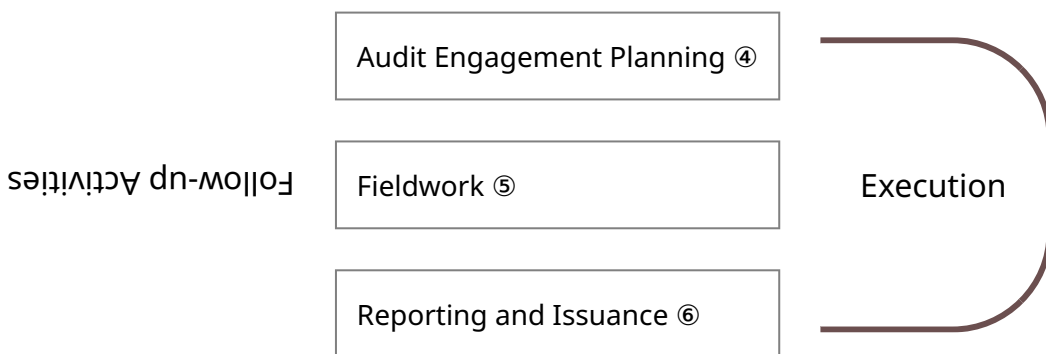 Audit Engagement Planning ④
Follow-up Activities
Fieldwork ⑤
Execution
Reporting and Issuance ⑥